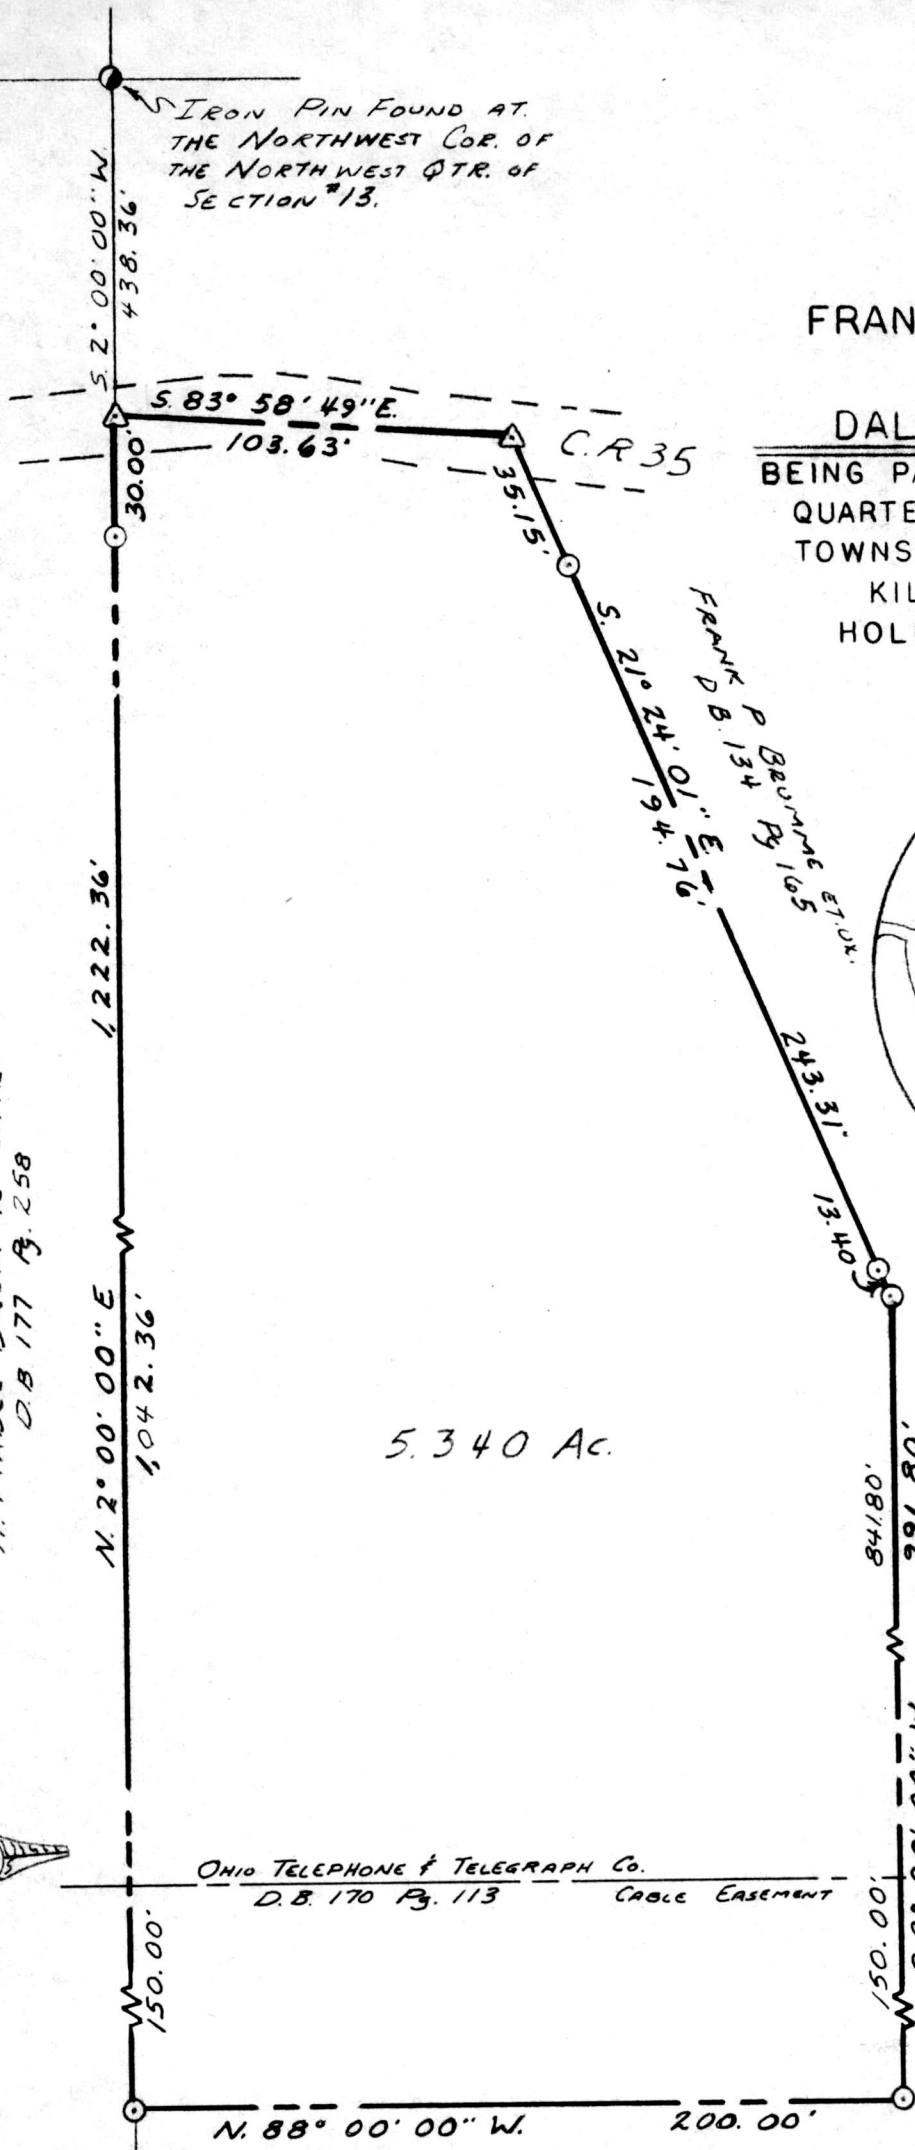 IRON PIN FOUND AT.
THE NORTHWEST COR. OF
THE NORTHWEST QTR. OF
SECTION #13.
S. 2° 00' 00" W.
438.36'
FRAN
DAL
BEING PA
QUARTE
TOWNS
KIL
HOL
S. 83° 58' 49" E.
103.63'
C.R 35
30.00'
35.15'
S. 21° 24' 01" E.
194.76'
FRANK P BRUMME ET.UX.
D B. 134 Pg 165
1,222.36'
243.31'
13.40
D.B 177 Pg. 258
N. 2° 00' 00" E
1,042.36'
5.340 Ac.
841.80'
OHIO TELEPHONE & TELEGRAPH CO.
D.B. 170 Pg. 113 CABLE EASEMENT
150.00'
150.00'
N. 88° 00' 00" W. 200.00'